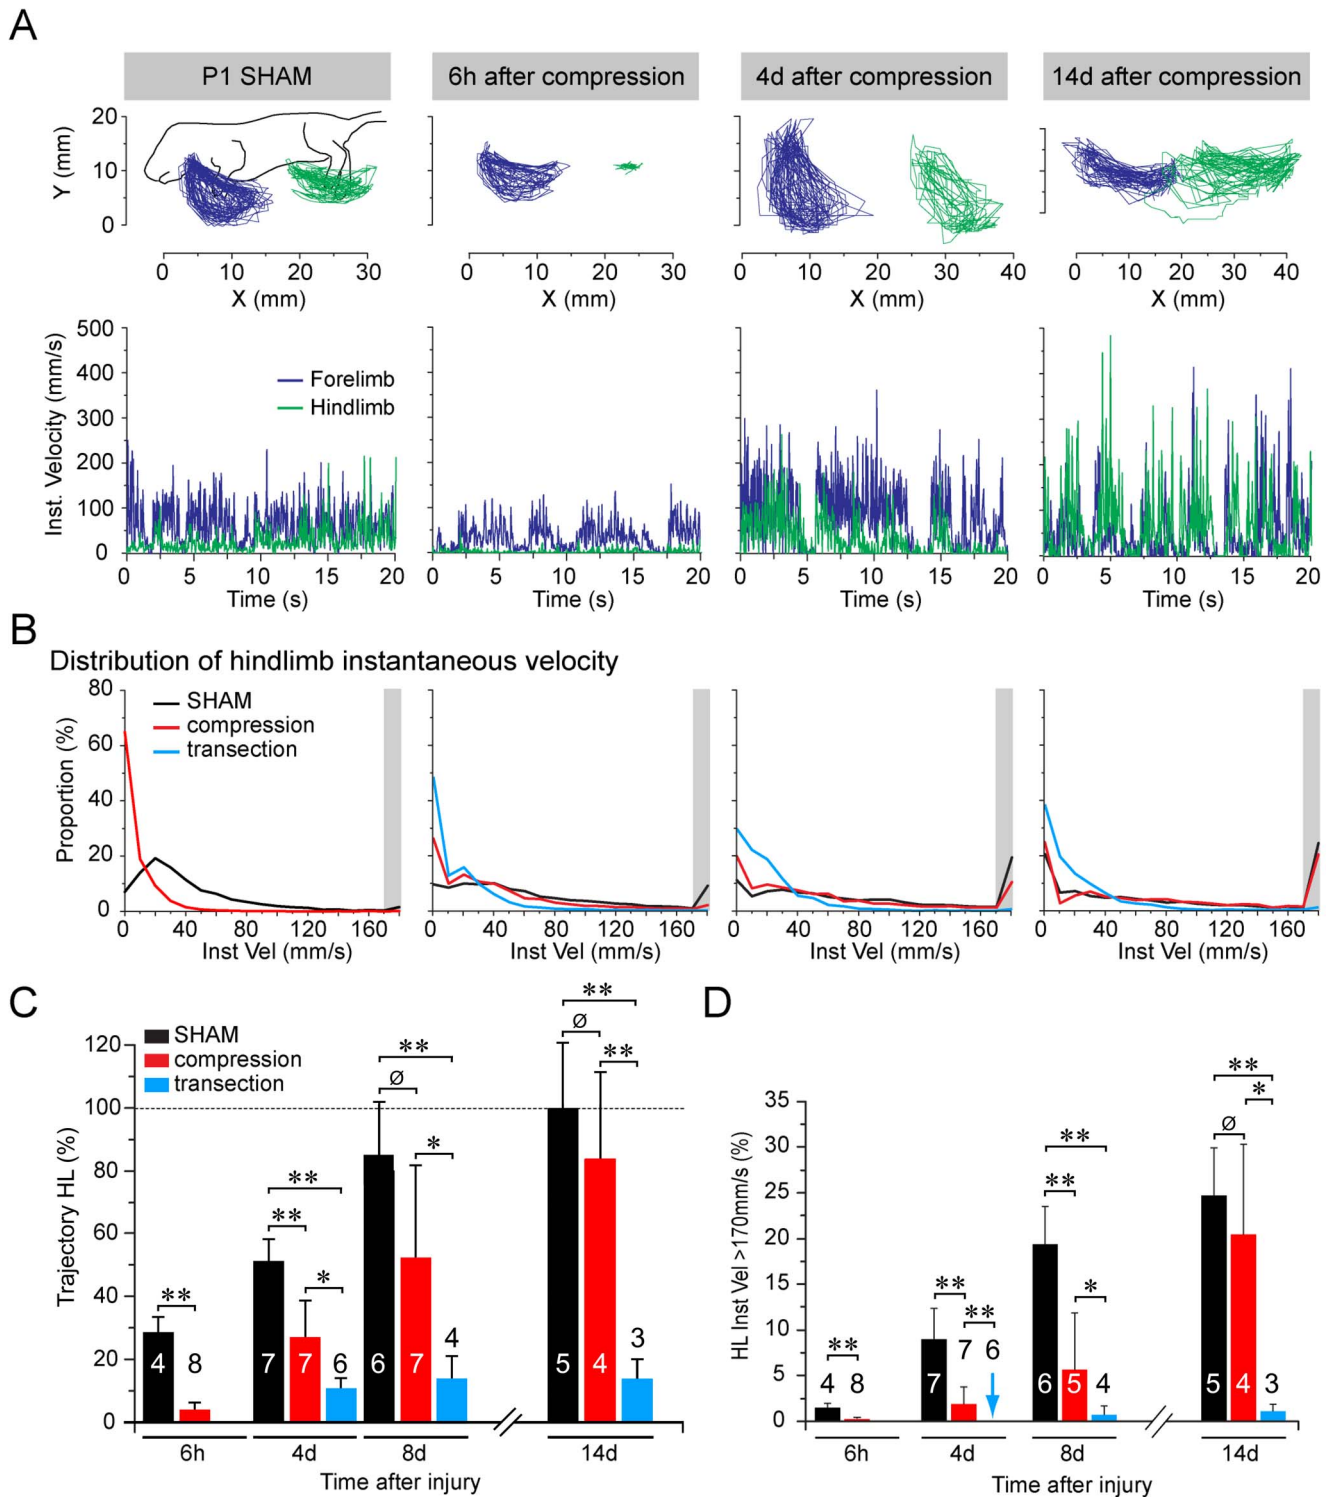 A
P1 SHAM
6h after compression
4d after compression
14d after compression
Y (mm)
20
10
0
0 10 20 30
X (mm)
0 10 20 30
X (mm)
0 10 20 30 40
X (mm)
0 10 20 30 40
X (mm)
Inst. Velocity (mm/s)
500
400
300
200
100
0
Forelimb
Hindlimb
0 5 10 15 20
Time (s)
0 5 10 15 20
Time (s)
0 5 10 15 20
Time (s)
0 5 10 15 20
Time (s)
B
Distribution of hindlimb instantaneous velocity
Proportion (%)
80
60
40
20
0
SHAM
compression
transection
0 40 80 120 160
Inst Vel (mm/s)
0 40 80 120 160
Inst Vel (mm/s)
0 40 80 120 160
Inst Vel (mm/s)
0 40 80 120 160
Inst Vel (mm/s)
C
SHAM
compression
transection
Trajectory HL (%)
120
100
80
60
40
20
0
** ** ** * ** ø * ** ø **
4 8 7 7 6 6 7 4 5 4 3
6h 4d 8d 14d
Time after injury
D
HL Inst Vel >170mm/s (%)
35
30
25
20
15
10
5
0
** ** ** ** ** * ** * ø
4 8 7 7 6 6 5 4 5 4 3
6h 4d 8d 14d
Time after injury